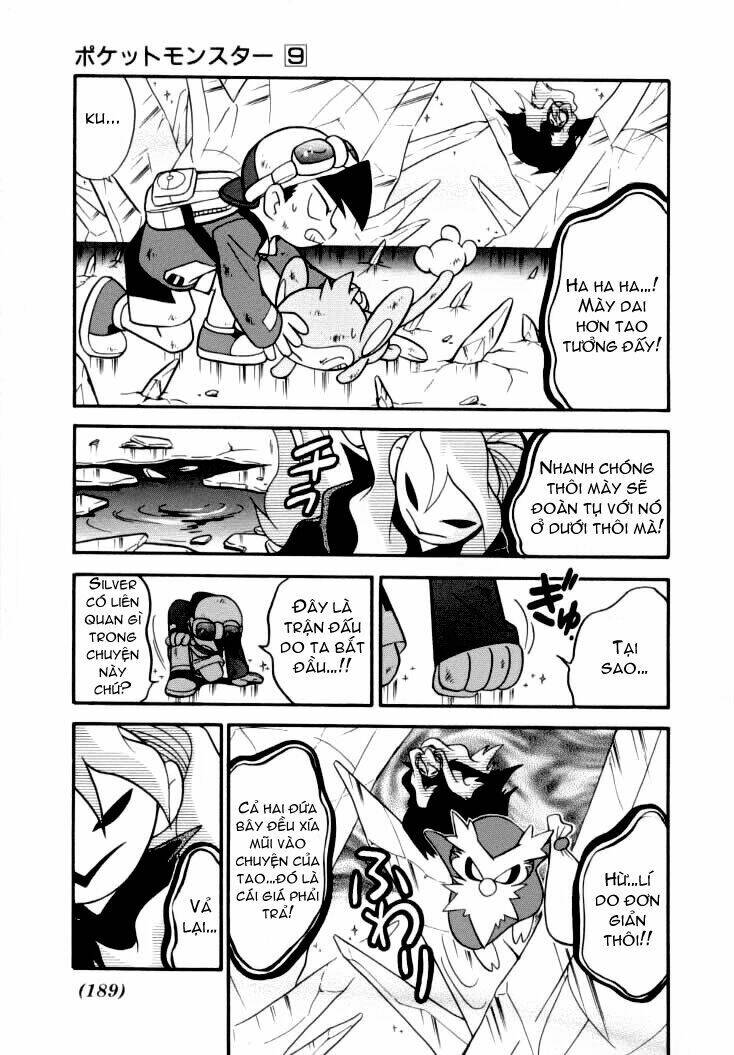 ポケットモンスター 9
KU...
HA HA HA...!
MÀY DAI
HƠN TAO
TƯỞNG ĐẤY!
NHANH CHÓNG
THÔI MÀY SẼ
ĐOÀN TỤ VỚI NÓ
Ở DƯỚI THÔI MÀ!
チラ
TẠI
SAO...
ぎゅ
ĐÂY LÀ
TRẬN ĐẤU
DO TA BẮT
ĐẦU...!!
SILVER
CÓ LIÊN
QUAN GÌ
TRONG
CHUYỆN
NÀY
CHÚ?
HỪ...LÍ
DO ĐƠN
GIẢN
THÔI!!
CẢ HAI ĐỨA
BÂY ĐỀU XÍA
MŨI VÀO
CHUYỆN CỦA
TAO...ĐÓ LÀ
CÁI GIÁ PHẢI
TRẢ!
ふわり
VẢ
LẠI...
(189)